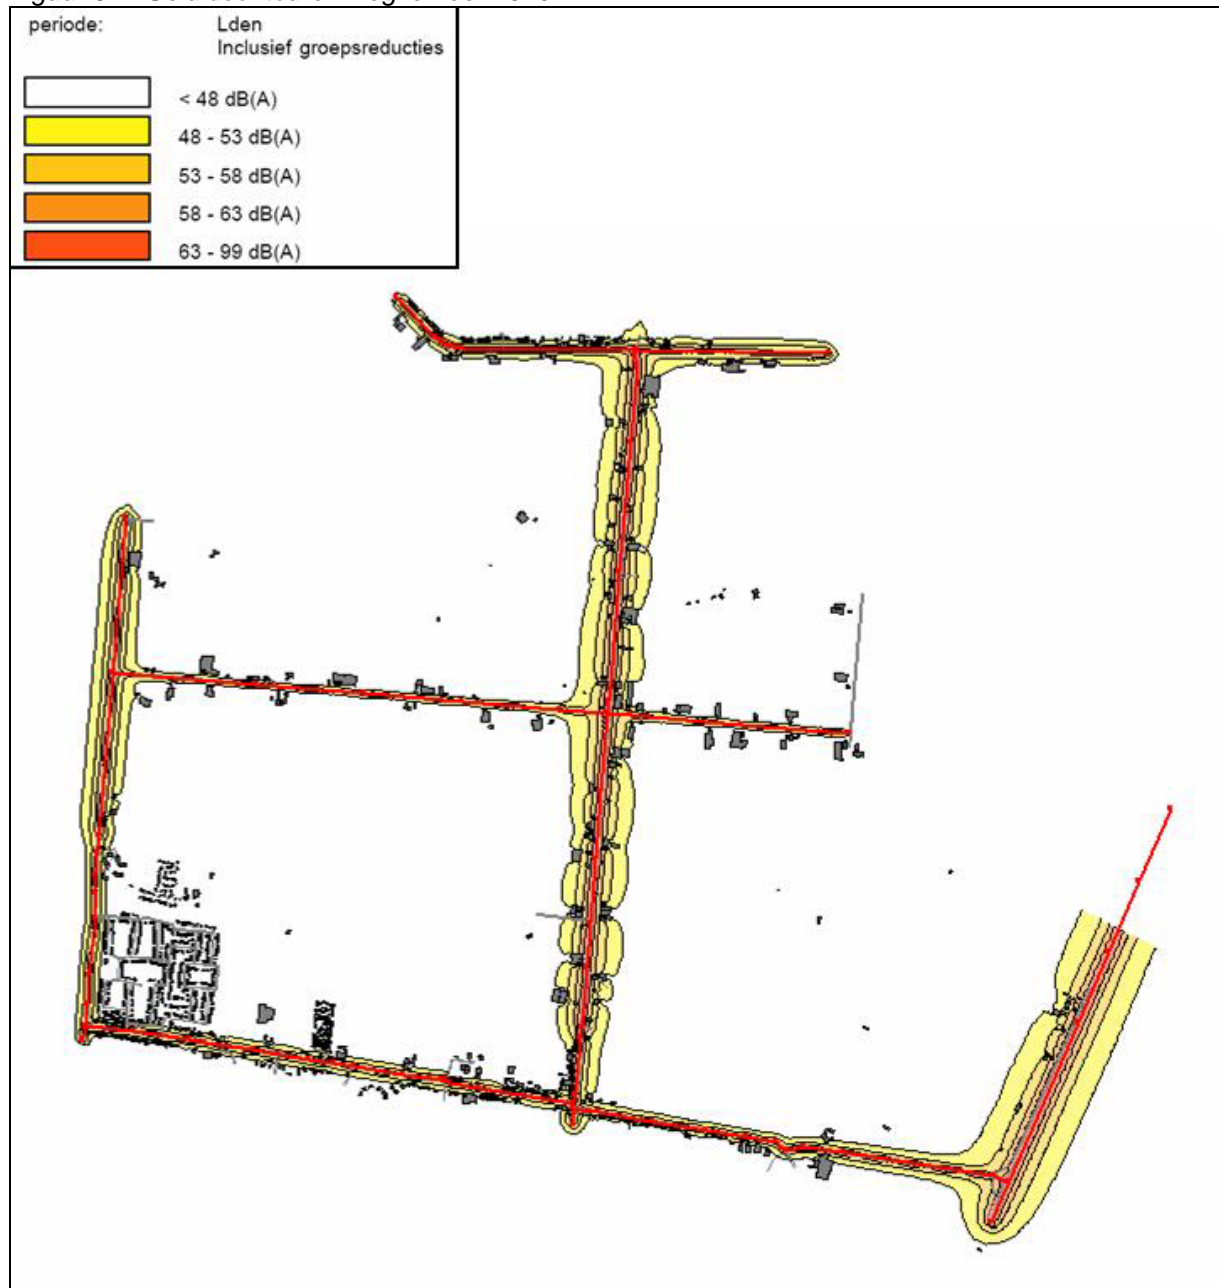 periode: Lden
Inclusief groepsreducties
< 48 dB(A)
48 - 53 dB(A)
53 - 58 dB(A)
58 - 63 dB(A)
63 - 99 dB(A)